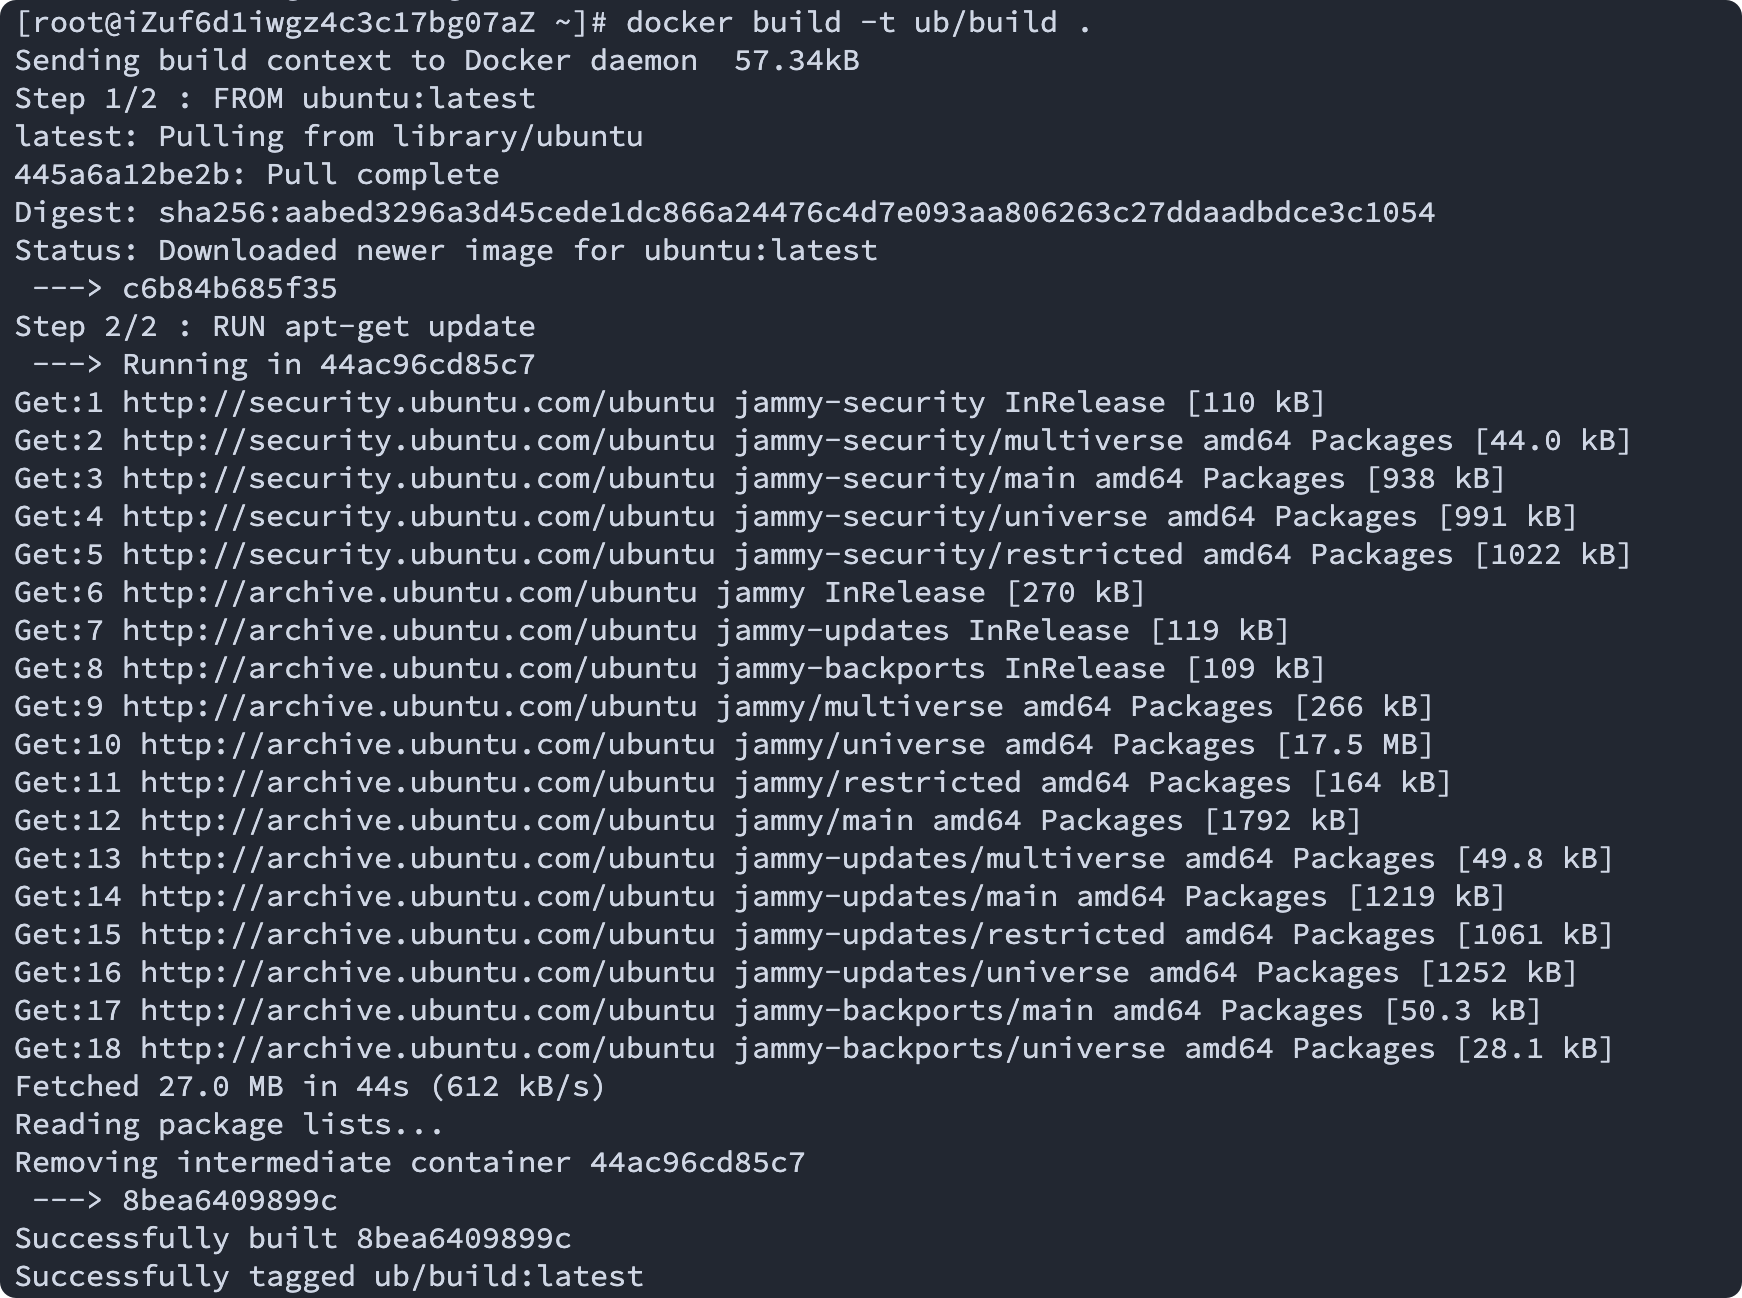 [root@iZuf6d1iwgz4c3c17bg07aZ ~]# docker build -t ub/build .
Sending build context to Docker daemon  57.34kB
Step 1/2 : FROM ubuntu:latest
latest: Pulling from library/ubuntu
445a6a12be2b: Pull complete
Digest: sha256:aabed3296a3d45cede1dc866a24476c4d7e093aa806263c27ddaadbdce3c1054
Status: Downloaded newer image for ubuntu:latest
 ---> c6b84b685f35
Step 2/2 : RUN apt-get update
 ---> Running in 44ac96cd85c7
Get:1 http://security.ubuntu.com/ubuntu jammy-security InRelease [110 kB]
Get:2 http://security.ubuntu.com/ubuntu jammy-security/multiverse amd64 Packages [44.0 kB]
Get:3 http://security.ubuntu.com/ubuntu jammy-security/main amd64 Packages [938 kB]
Get:4 http://security.ubuntu.com/ubuntu jammy-security/universe amd64 Packages [991 kB]
Get:5 http://security.ubuntu.com/ubuntu jammy-security/restricted amd64 Packages [1022 kB]
Get:6 http://archive.ubuntu.com/ubuntu jammy InRelease [270 kB]
Get:7 http://archive.ubuntu.com/ubuntu jammy-updates InRelease [119 kB]
Get:8 http://archive.ubuntu.com/ubuntu jammy-backports InRelease [109 kB]
Get:9 http://archive.ubuntu.com/ubuntu jammy/multiverse amd64 Packages [266 kB]
Get:10 http://archive.ubuntu.com/ubuntu jammy/universe amd64 Packages [17.5 MB]
Get:11 http://archive.ubuntu.com/ubuntu jammy/restricted amd64 Packages [164 kB]
Get:12 http://archive.ubuntu.com/ubuntu jammy/main amd64 Packages [1792 kB]
Get:13 http://archive.ubuntu.com/ubuntu jammy-updates/multiverse amd64 Packages [49.8 kB]
Get:14 http://archive.ubuntu.com/ubuntu jammy-updates/main amd64 Packages [1219 kB]
Get:15 http://archive.ubuntu.com/ubuntu jammy-updates/restricted amd64 Packages [1061 kB]
Get:16 http://archive.ubuntu.com/ubuntu jammy-updates/universe amd64 Packages [1252 kB]
Get:17 http://archive.ubuntu.com/ubuntu jammy-backports/main amd64 Packages [50.3 kB]
Get:18 http://archive.ubuntu.com/ubuntu jammy-backports/universe amd64 Packages [28.1 kB]
Fetched 27.0 MB in 44s (612 kB/s)
Reading package lists...
Removing intermediate container 44ac96cd85c7
 ---> 8bea6409899c
Successfully built 8bea6409899c
Successfully tagged ub/build:latest